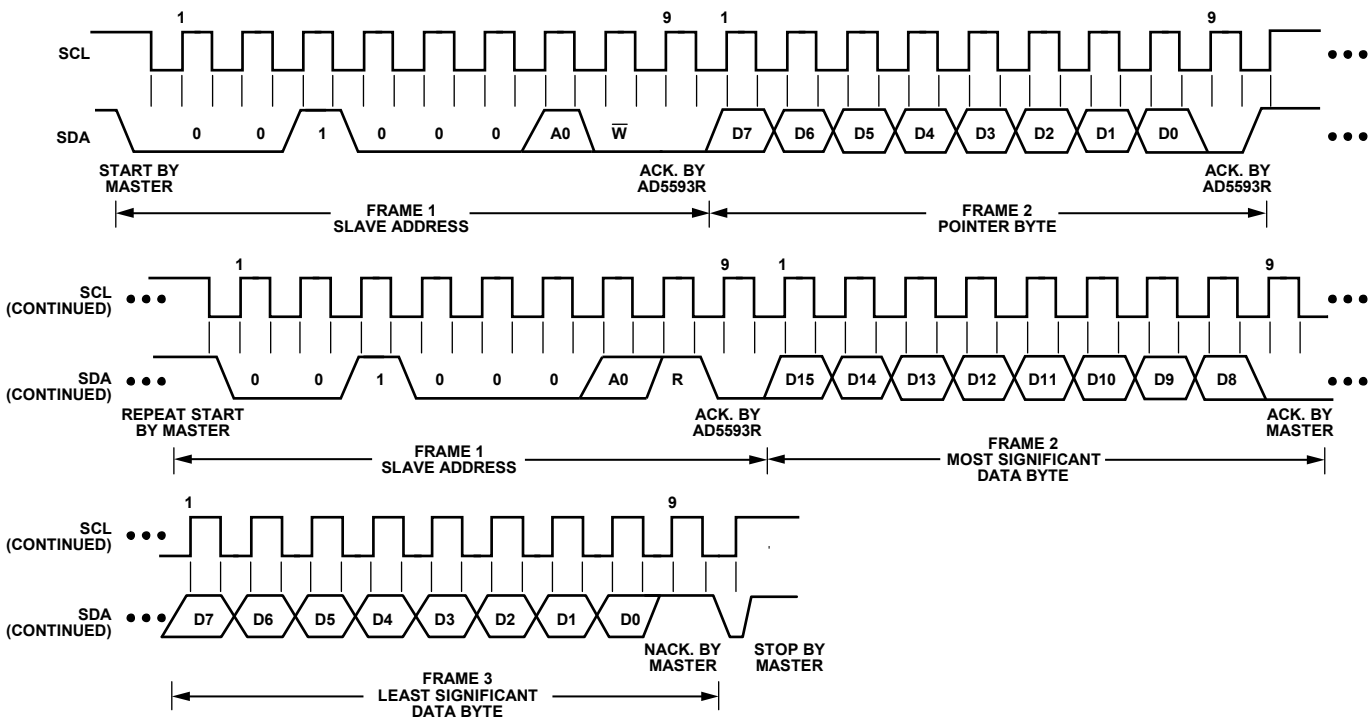 1 9 1 9
SCL
SDA 0 0 1 0 0 0 A0 W̅ D7 D6 D5 D4 D3 D2 D1 D0
START BY
MASTER
ACK. BY
AD5593R
ACK. BY
AD5593R
FRAME 1
SLAVE ADDRESS
FRAME 2
POINTER BYTE
1 9 1 9
SCL
(CONTINUED)
SDA
(CONTINUED)
0 0 1 0 0 0 A0 R D15 D14 D13 D12 D11 D10 D9 D8
REPEAT START
BY MASTER
ACK. BY
AD5593R
ACK. BY
MASTER
FRAME 1
SLAVE ADDRESS
FRAME 2
MOST SIGNIFICANT
DATA BYTE
1 9
SCL
(CONTINUED)
SDA
(CONTINUED)
D7 D6 D5 D4 D3 D2 D1 D0
NACK. BY
MASTER
STOP BY
MASTER
FRAME 3
LEAST SIGNIFICANT
DATA BYTE